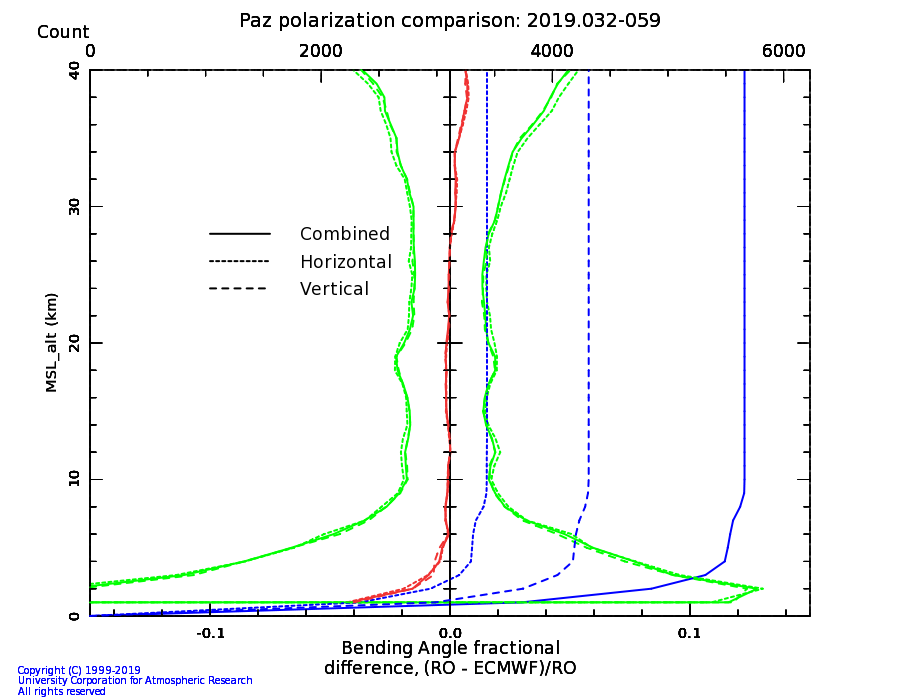 Paz polarization comparison: 2019.032-059
Count
0 2000 4000 6000
40
30
20
10
0
MSL_alt (km)
Combined
Horizontal
Vertical
-0.1 0.0 0.1
Bending Angle fractional
difference, (RO - ECMWF)/RO
Copyright (C) 1999-2019
University Corporation for Atmospheric Research
All rights reserved